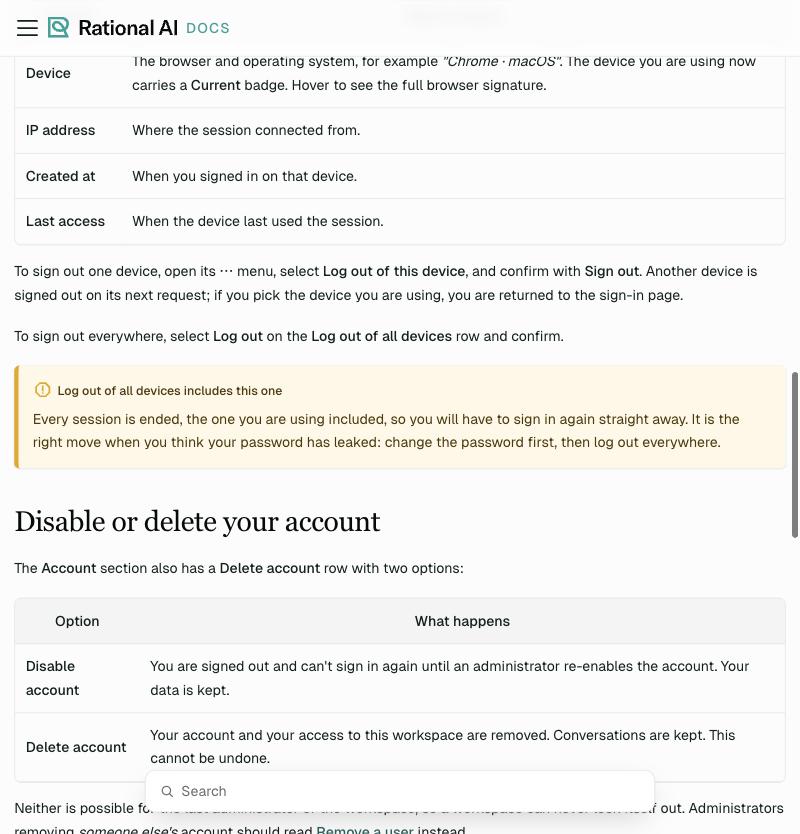 Rational AI DOCS
Device
The browser and operating system, for example "Chrome · macOS". The device you are using now
carries a Current badge. Hover to see the full browser signature.
IP address
Where the session connected from.
Created at
When you signed in on that device.
Last access
When the device last used the session.
To sign out one device, open its ··· menu, select Log out of this device, and confirm with Sign out. Another device is
signed out on its next request; if you pick the device you are using, you are returned to the sign-in page.
To sign out everywhere, select Log out on the Log out of all devices row and confirm.
Log out of all devices includes this one
Every session is ended, the one you are using included, so you will have to sign in again straight away. It is the
right move when you think your password has leaked: change the password first, then log out everywhere.
Disable or delete your account
The Account section also has a Delete account row with two options:
Option
What happens
Disable
account
You are signed out and can't sign in again until an administrator re-enables the account. Your
data is kept.
Delete account
Your account and your access to this workspace are removed. Conversations are kept. This
cannot be undone.
Search
Neither is possible for the last administrator of the workspace, so a workspace can never lock itself out. Administrators
removing someone else's account should read Remove a user instead.